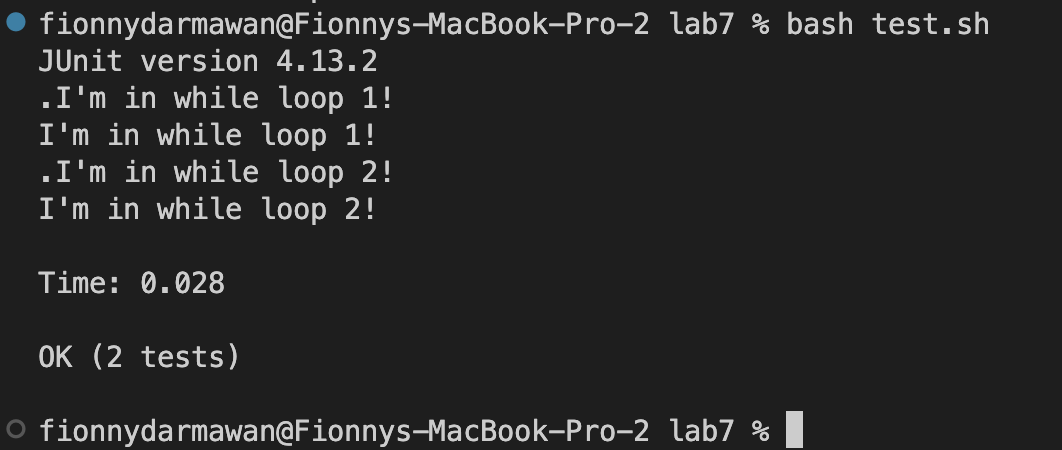 fionnydarmawan@Fionnys-MacBook-Pro-2 lab7 % bash test.sh
JUnit version 4.13.2
.I'm in while loop 1!
I'm in while loop 1!
.I'm in while loop 2!
I'm in while loop 2!
Time: 0.028
OK (2 tests)
fionnydarmawan@Fionnys-MacBook-Pro-2 lab7 %